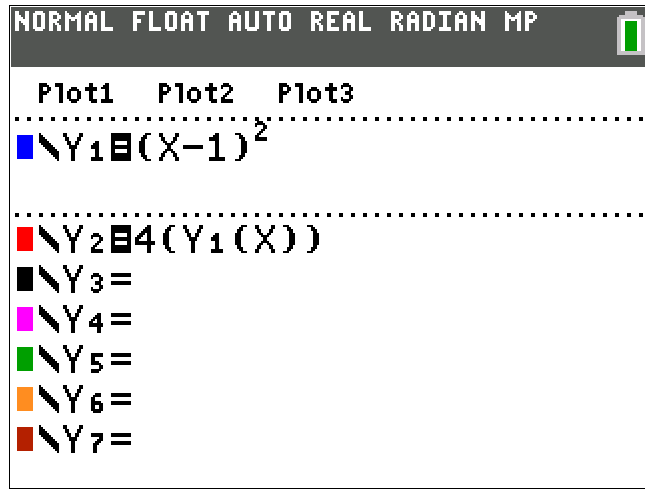 NORMAL FLOAT AUTO REAL RADIAN MP
Plot1 Plot2 Plot3
\Y₁=(X-1)²
\Y₂=4(Y₁(X))
\Y₃=
\Y₄=
\Y₅=
\Y₆=
\Y₇=